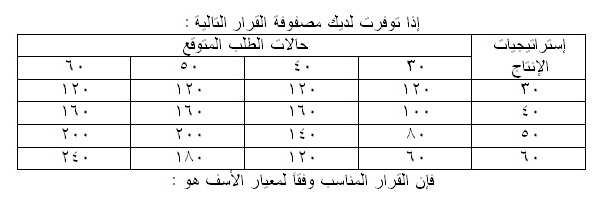 إذا توفرت لديك مصفوفة القرار التالية :
إستراتيجيات الإنتاج حالات الطلب المتوقع
٣٠ ٤٠ ٥٠ ٦٠
٣٠ ١٢٠ ١٢٠ ١٢٠ ١٢٠
٤٠ ١٠٠ ١٦٠ ١٦٠ ١٦٠
٥٠ ٨٠ ١٤٠ ٢٠٠ ٢٠٠
٦٠ ٦٠ ١٢٠ ١٨٠ ٢٤٠
فإن القرار المناسب وفقاً لمعيار الأسف هو :